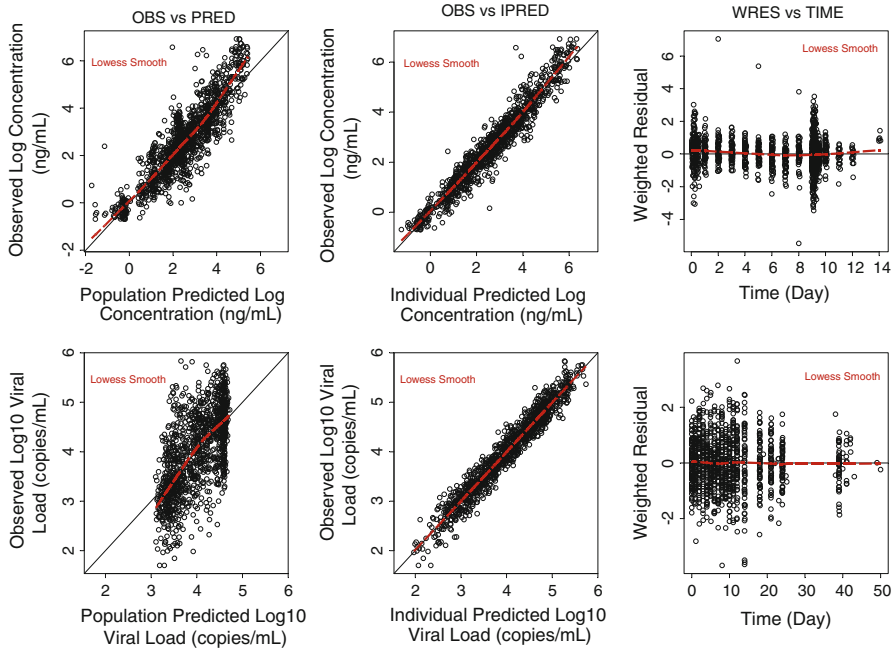 OBS vs PRED
OBS vs IPRED
WRES vs TIME
Observed Log Concentration
(ng/mL)
6
4
2
0
-2
Lowess Smooth
-2 0 2 4 6
Population Predicted Log
Concentration (ng/mL)
Observed Log Concentration
(ng/mL)
6
4
2
0
Lowess Smooth
0 2 4 6
Individual Predicted Log
Concentration (ng/mL)
Weighted Residual
6
4
2
0
-2
-4
Lowess Smooth
0 2 4 6 8 10 12 14
Time (Day)
Observed Log10 Viral
Load (copies/mL)
6
5
4
3
2
Lowess Smooth
2 3 4 5 6
Population Predicted Log10
Viral Load (copies/mL)
Observed Log10 Viral
Load (copies/mL)
6
5
4
3
2
Lowess Smooth
2 3 4 5 6
Individual Predicted Log10
Viral Load (copies/mL)
Weighted Residual
2
0
-2
Lowess Smooth
0 10 20 30 40 50
Time (Day)